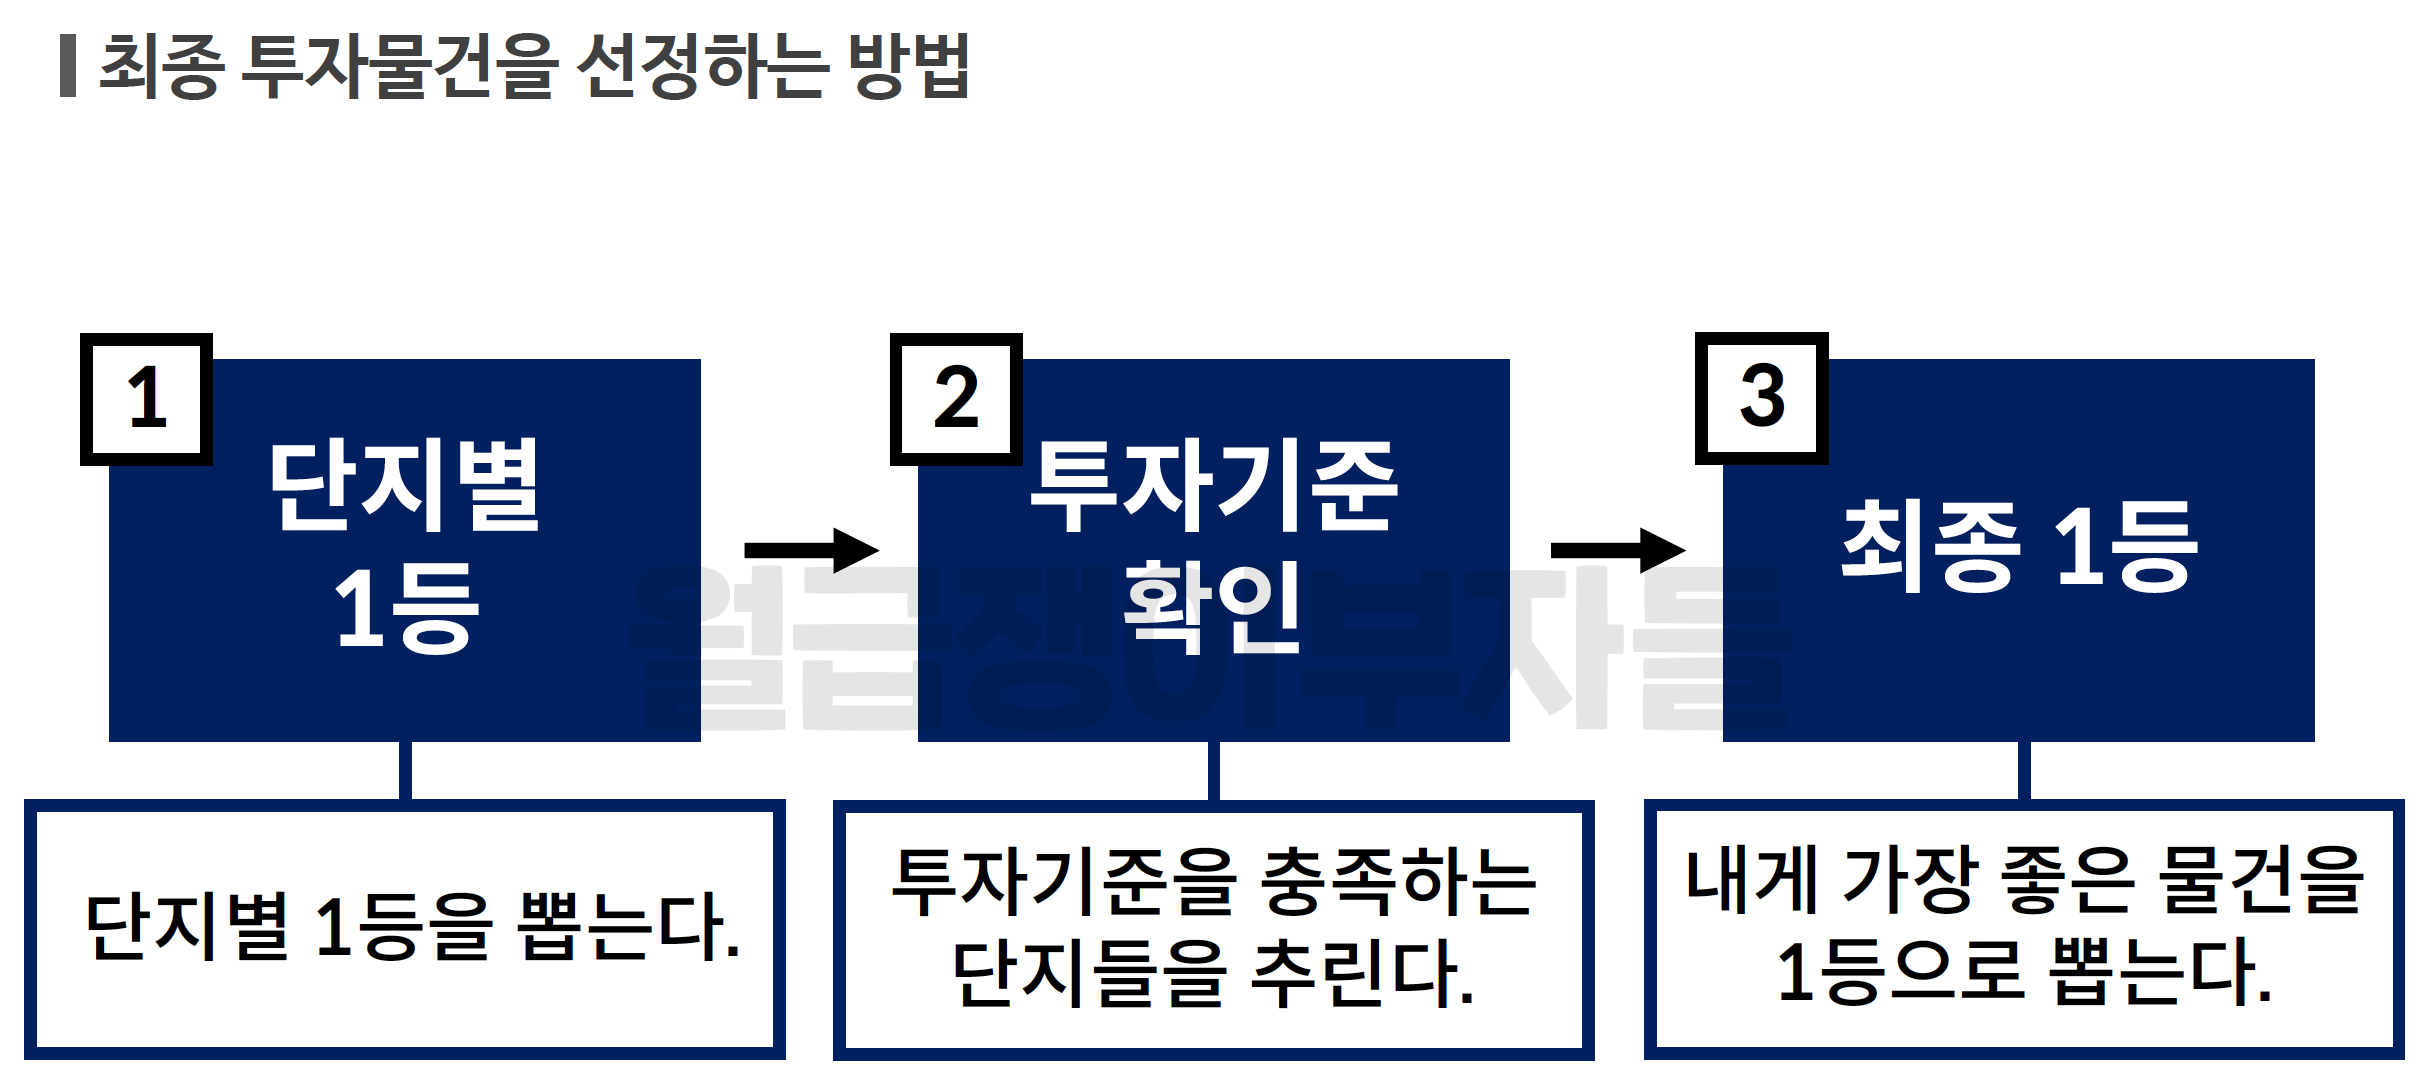 최종 투자물건을 선정하는 방법
1
단지별
1등
단지별 1등을 뽑는다.
2
투자기준
확인
투자기준을 충족하는
단지들을 추린다.
3
최종 1등
내게 가장 좋은 물건을
1등으로 뽑는다.
월급쟁이부자들